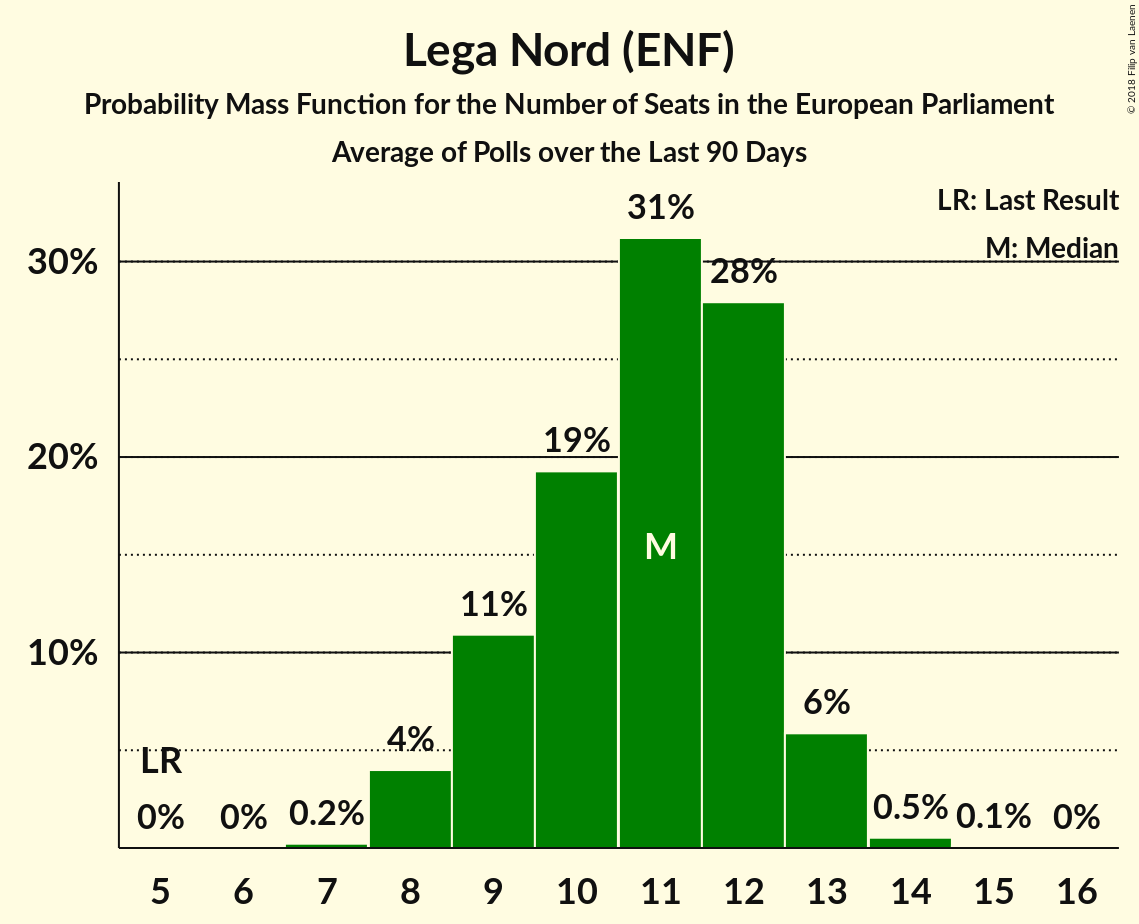 Lega Nord (ENF)
Probability Mass Function for the Number of Seats in the European Parliament
Average of Polls over the Last 90 Days
© 2018 Filip van Laenen
LR: Last Result
M: Median
30%
20%
10%
LR
0%
0%
0.2%
4%
11%
19%
31%
M
28%
6%
0.5%
0.1%
0%
5 6 7 8 9 10 11 12 13 14 15 16